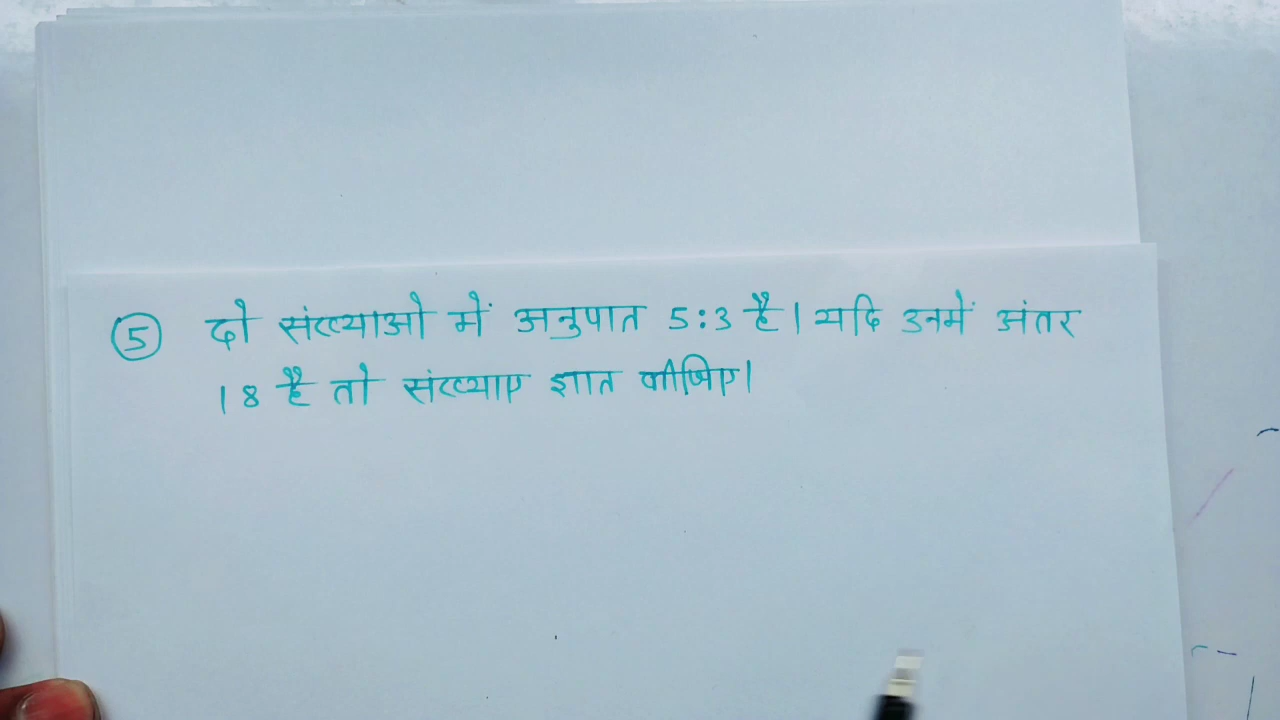 ⑤ दो संख्याओ में अनुपात 5:3 है। यदि उनमें अंतर
18 है तो संख्याए ज्ञात कीजिए।